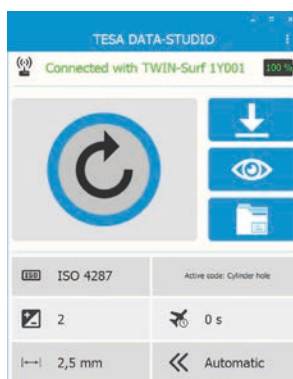 TESA DATA-STUDIO
Connected with TWIN-Surf 1Y001 100 %
ISO ISO 4287 Active code: Cylinder hole
2 0 s
2,5 mm Automatic